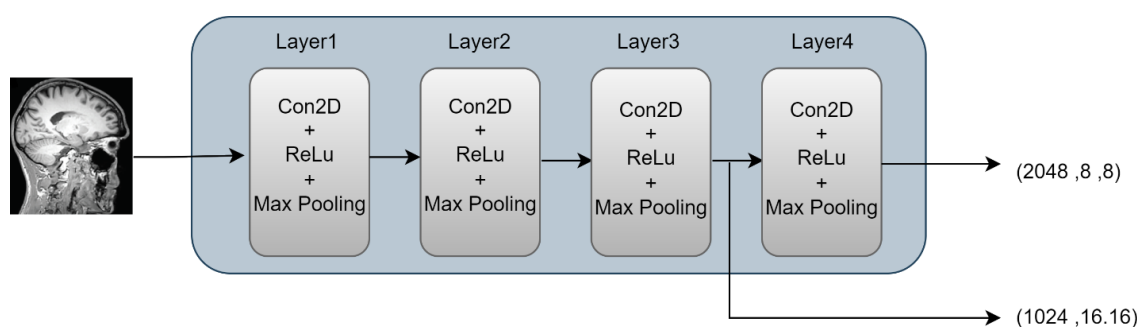 Layer1
Con2D
+
ReLu
+
Max Pooling
Layer2
Con2D
+
ReLu
+
Max Pooling
Layer3
Con2D
+
ReLu
+
Max Pooling
Layer4
Con2D
+
ReLu
+
Max Pooling
(2048 ,8 ,8)
(1024 ,16.16)